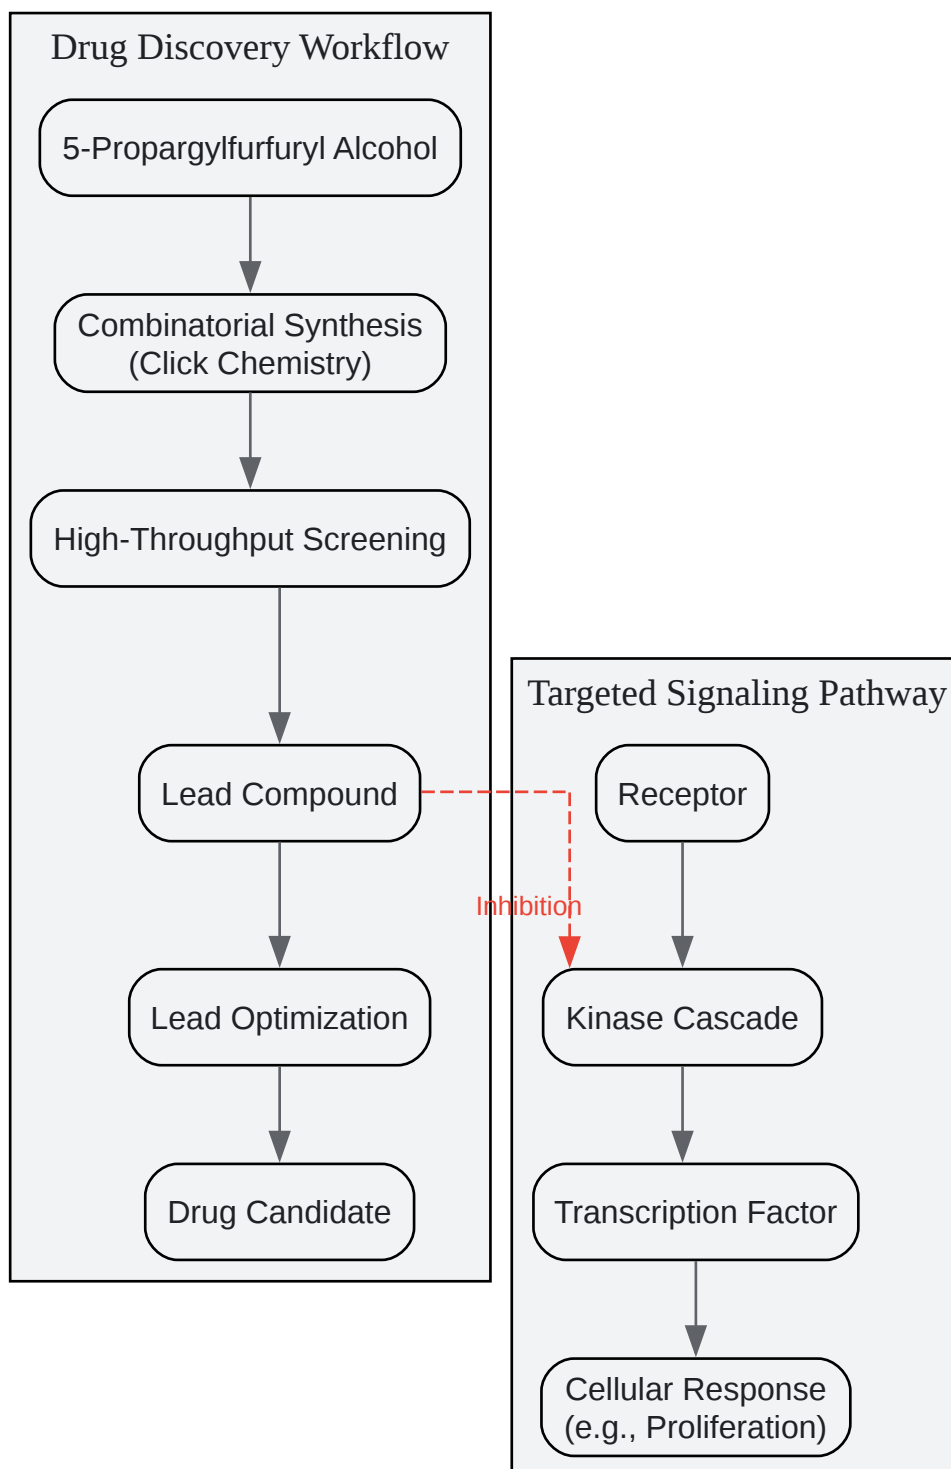 Drug Discovery Workflow
5-Propargylfurfuryl Alcohol
Combinatorial Synthesis
(Click Chemistry)
High-Throughput Screening
Lead Compound
Inhibition
Lead Optimization
Drug Candidate
Targeted Signaling Pathway
Receptor
Kinase Cascade
Transcription Factor
Cellular Response
(e.g., Proliferation)